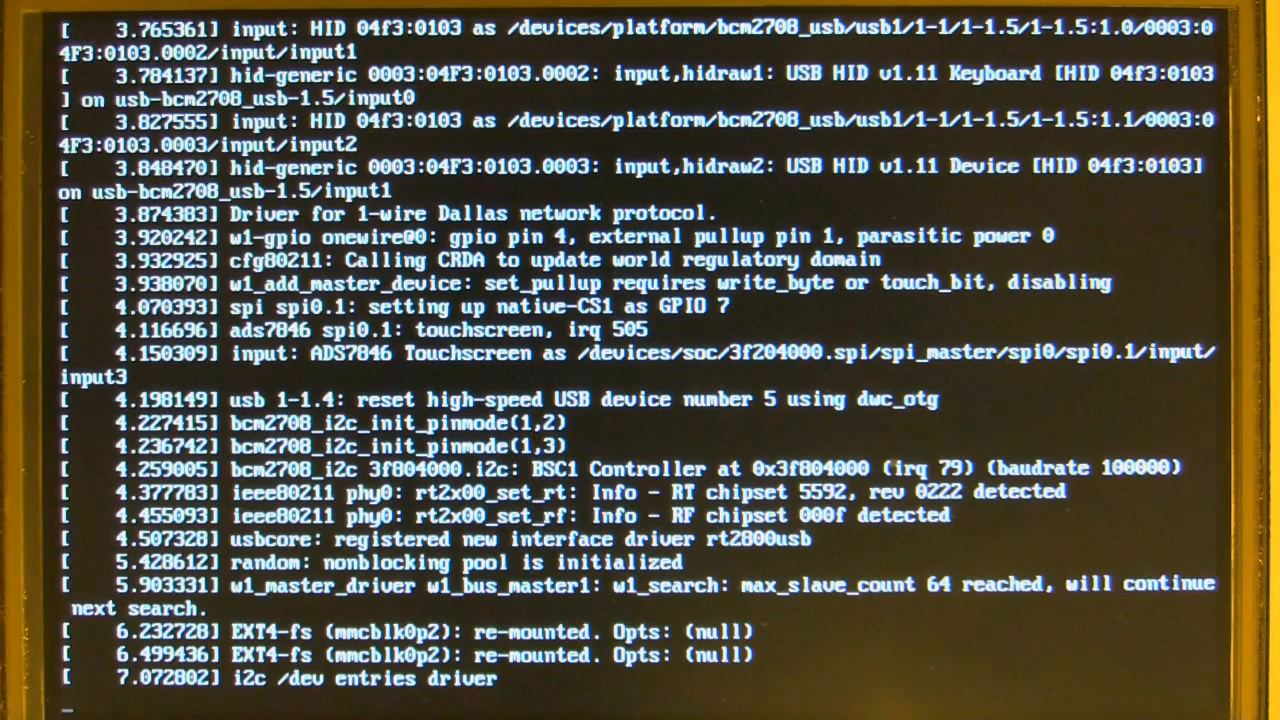 [    3.765361] input: HID 04f3:0103 as /devices/platform/bcm2708_usb/usb1/1-1/1-1.5/1-1.5:1.0/0003:0
4F3:0103.0002/input/input1
[    3.784137] hid-generic 0003:04F3:0103.0002: input,hidraw1: USB HID v1.11 Keyboard [HID 04f3:0103
] on usb-bcm2708_usb-1.5/input0
[    3.827555] input: HID 04f3:0103 as /devices/platform/bcm2708_usb/usb1/1-1/1-1.5/1-1.5:1.1/0003:0
4F3:0103.0003/input/input2
[    3.848470] hid-generic 0003:04F3:0103.0003: input,hidraw2: USB HID v1.11 Device [HID 04f3:0103]
on usb-bcm2708_usb-1.5/input1
[    3.874383] Driver for 1-wire Dallas network protocol.
[    3.920242] w1-gpio onewire@0: gpio pin 4, external pullup pin 1, parasitic power 0
[    3.932925] cfg80211: Calling CRDA to update world regulatory domain
[    3.938070] w1_add_master_device: set_pullup requires write_byte or touch_bit, disabling
[    4.070393] spi spi0.1: setting up native-CS1 as GPIO 7
[    4.116696] ads7846 spi0.1: touchscreen, irq 505
[    4.150309] input: ADS7846 Touchscreen as /devices/soc/3f204000.spi/spi_master/spi0/spi0.1/input/
input3
[    4.198149] usb 1-1.4: reset high-speed USB device number 5 using dwc_otg
[    4.227415] bcm2708_i2c_init_pinmode(1,2)
[    4.236742] bcm2708_i2c_init_pinmode(1,3)
[    4.259005] bcm2708_i2c 3f804000.i2c: BSC1 Controller at 0x3f804000 (irq 79) (baudrate 100000)
[    4.377783] ieee80211 phy0: rt2x00_set_rt: Info - RT chipset 5592, rev 0222 detected
[    4.455093] ieee80211 phy0: rt2x00_set_rf: Info - RF chipset 000f detected
[    4.507328] usbcore: registered new interface driver rt2800usb
[    5.428612] random: nonblocking pool is initialized
[    5.903331] w1_master_driver w1_bus_master1: w1_search: max_slave_count 64 reached, will continue
next search.
[    6.232728] EXT4-fs (mmcblk0p2): re-mounted. Opts: (null)
[    6.499436] EXT4-fs (mmcblk0p2): re-mounted. Opts: (null)
[    7.072802] i2c /dev entries driver